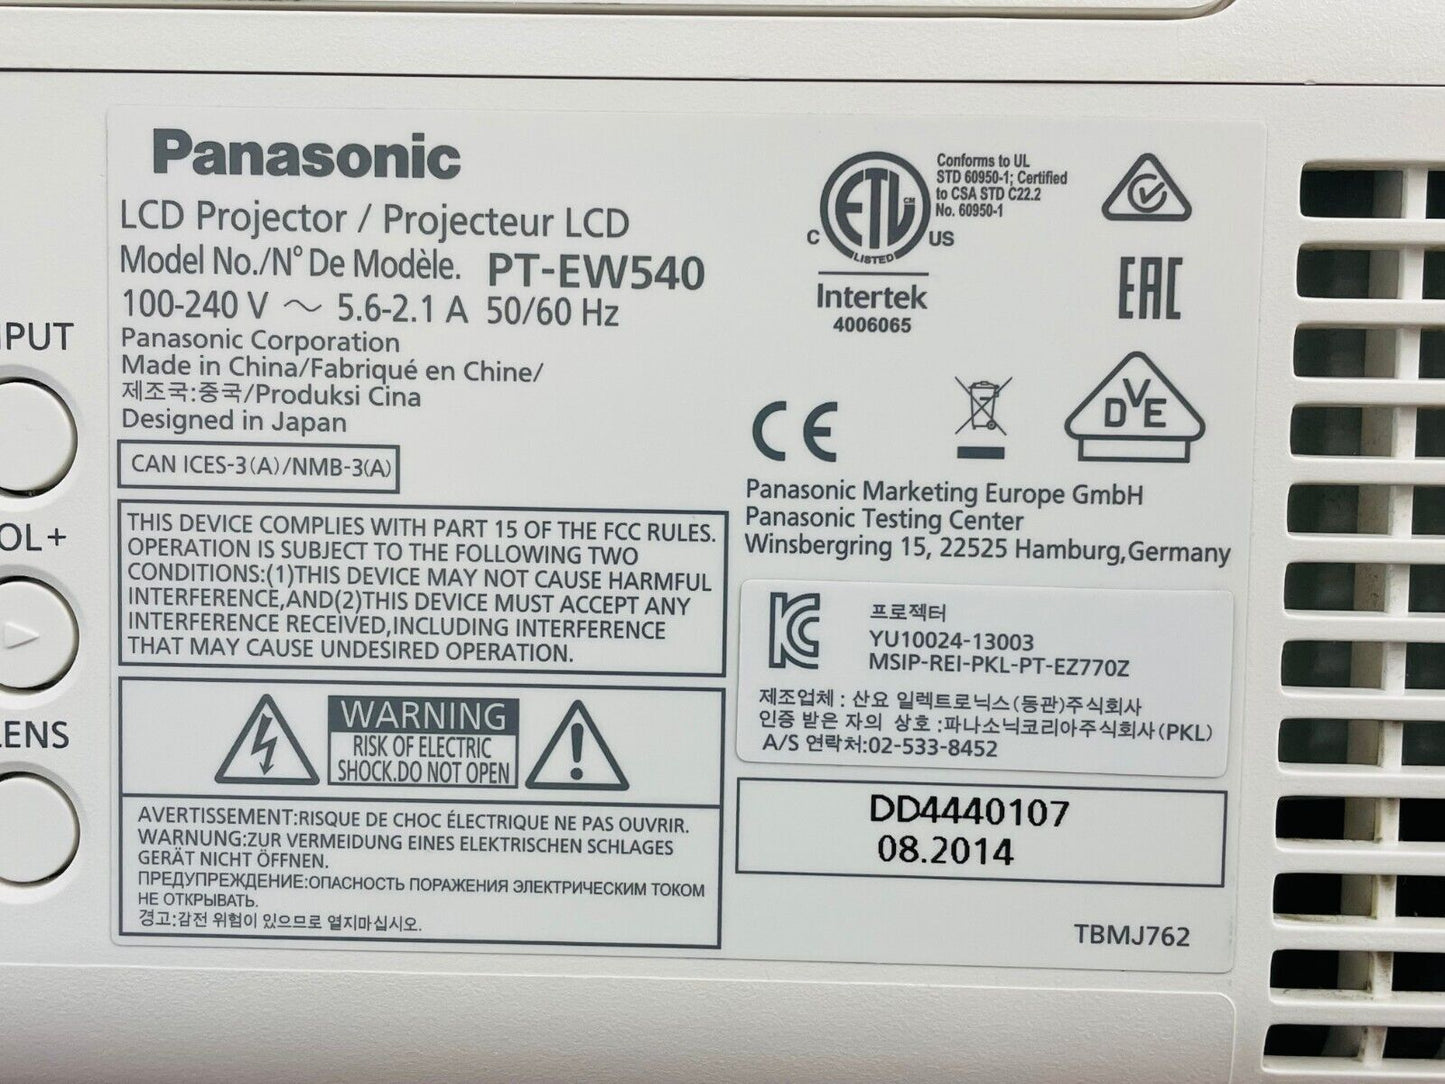 Panasonic
LCD Projector / Projecteur LCD
Model No./N° De Modèle. PT-EW540
100-240 V ～ 5.6-2.1 A 50/60 Hz
Panasonic Corporation
Made in China/Fabriqué en Chine/
제조국:중국/Produksi Cina
Designed in Japan
CAN ICES-3(A)/NMB-3(A)
THIS DEVICE COMPLIES WITH PART 15 OF THE FCC RULES.
OPERATION IS SUBJECT TO THE FOLLOWING TWO
CONDITIONS:(1)THIS DEVICE MAY NOT CAUSE HARMFUL
INTERFERENCE,AND(2)THIS DEVICE MUST ACCEPT ANY
INTERFERENCE RECEIVED,INCLUDING INTERFERENCE
THAT MAY CAUSE UNDESIRED OPERATION.
WARNING
RISK OF ELECTRIC
SHOCK.DO NOT OPEN
AVERTISSEMENT:RISQUE DE CHOC ÉLECTRIQUE NE PAS OUVRIR.
WARNUNG:ZUR VERMEIDUNG EINES ELEKTRISCHEN SCHLAGES
GERÄT NICHT ÖFFNEN.
ПРЕДУПРЕЖДЕНИЕ:ОПАСНОСТЬ ПОРАЖЕНИЯ ЭЛЕКТРИЧЕСКИМ ТОКОМ
НЕ ОТКРЫВАТЬ.
경고:감전 위험이 있으므로 열지마십시오.
ETL CM
LISTED
C US
Intertek
4006065
Conforms to UL
STD 60950-1; Certified
to CSA STD C22.2
No. 60950-1
EAC
CE
DVE
Panasonic Marketing Europe GmbH
Panasonic Testing Center
Winsbergring 15, 22525 Hamburg,Germany
KC
프로젝터
YU10024-13003
MSIP-REI-PKL-PT-EZ770Z
제조업체 : 산요 일렉트로닉스(동관)주식회사
인증 받은 자의 상호 :파나소닉코리아주식회사(PKL)
A/S 연락처:02-533-8452
DD4440107
08.2014
TBMJ762
NPUT
OL+
LENS